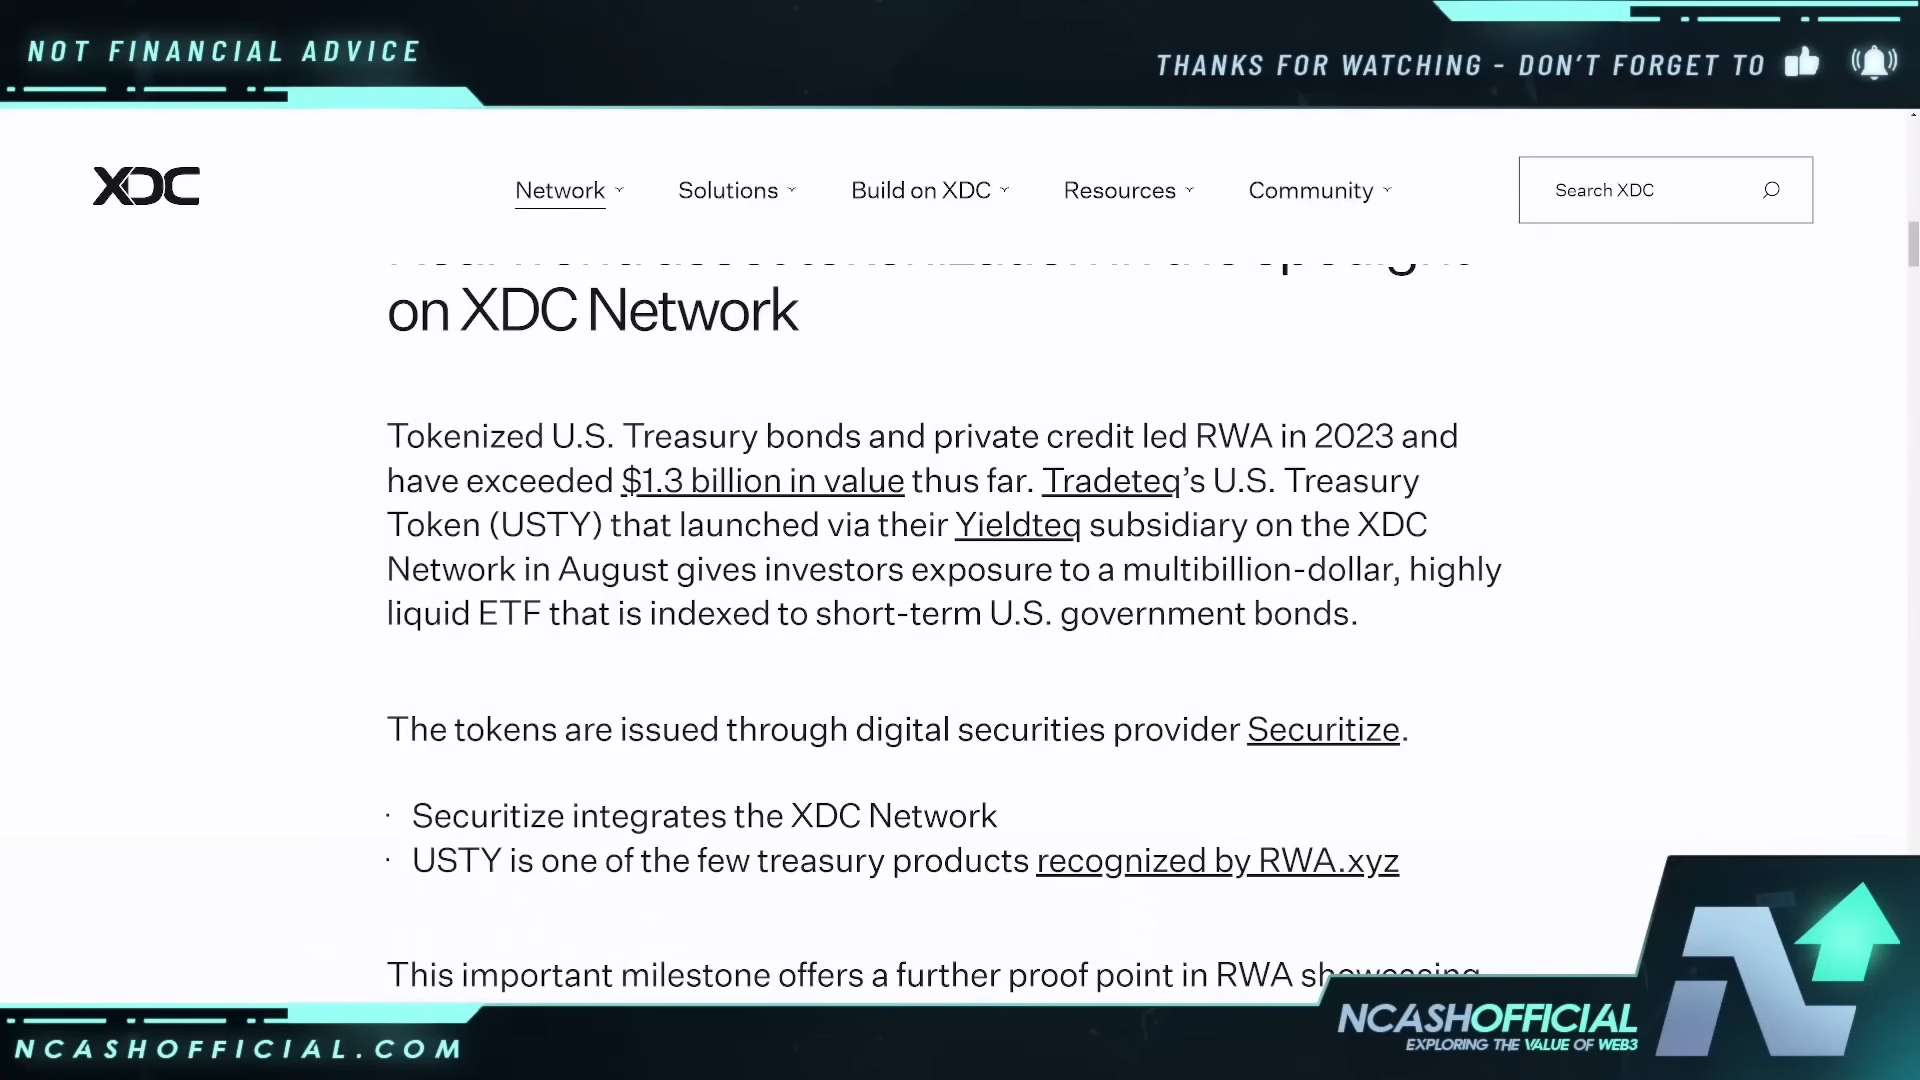 NOT FINANCIAL ADVICE
THANKS FOR WATCHING - DON'T FORGET TO
XDC
Network
Solutions
Build on XDC
Resources
Community
Search XDC
on XDC Network
Tokenized U.S. Treasury bonds and private credit led RWA in 2023 and
have exceeded $1.3 billion in value thus far. Tradeteq’s U.S. Treasury
Token (USTY) that launched via their Yieldteq subsidiary on the XDC
Network in August gives investors exposure to a multibillion-dollar, highly
liquid ETF that is indexed to short-term U.S. government bonds.
The tokens are issued through digital securities provider Securitize.
· Securitize integrates the XDC Network
· USTY is one of the few treasury products recognized by RWA.xyz
This important milestone offers a further proof point in RWA showcasing
NCASHOFFICIAL
EXPLORING THE VALUE OF WEB3
NCASHOFFICIAL.COM